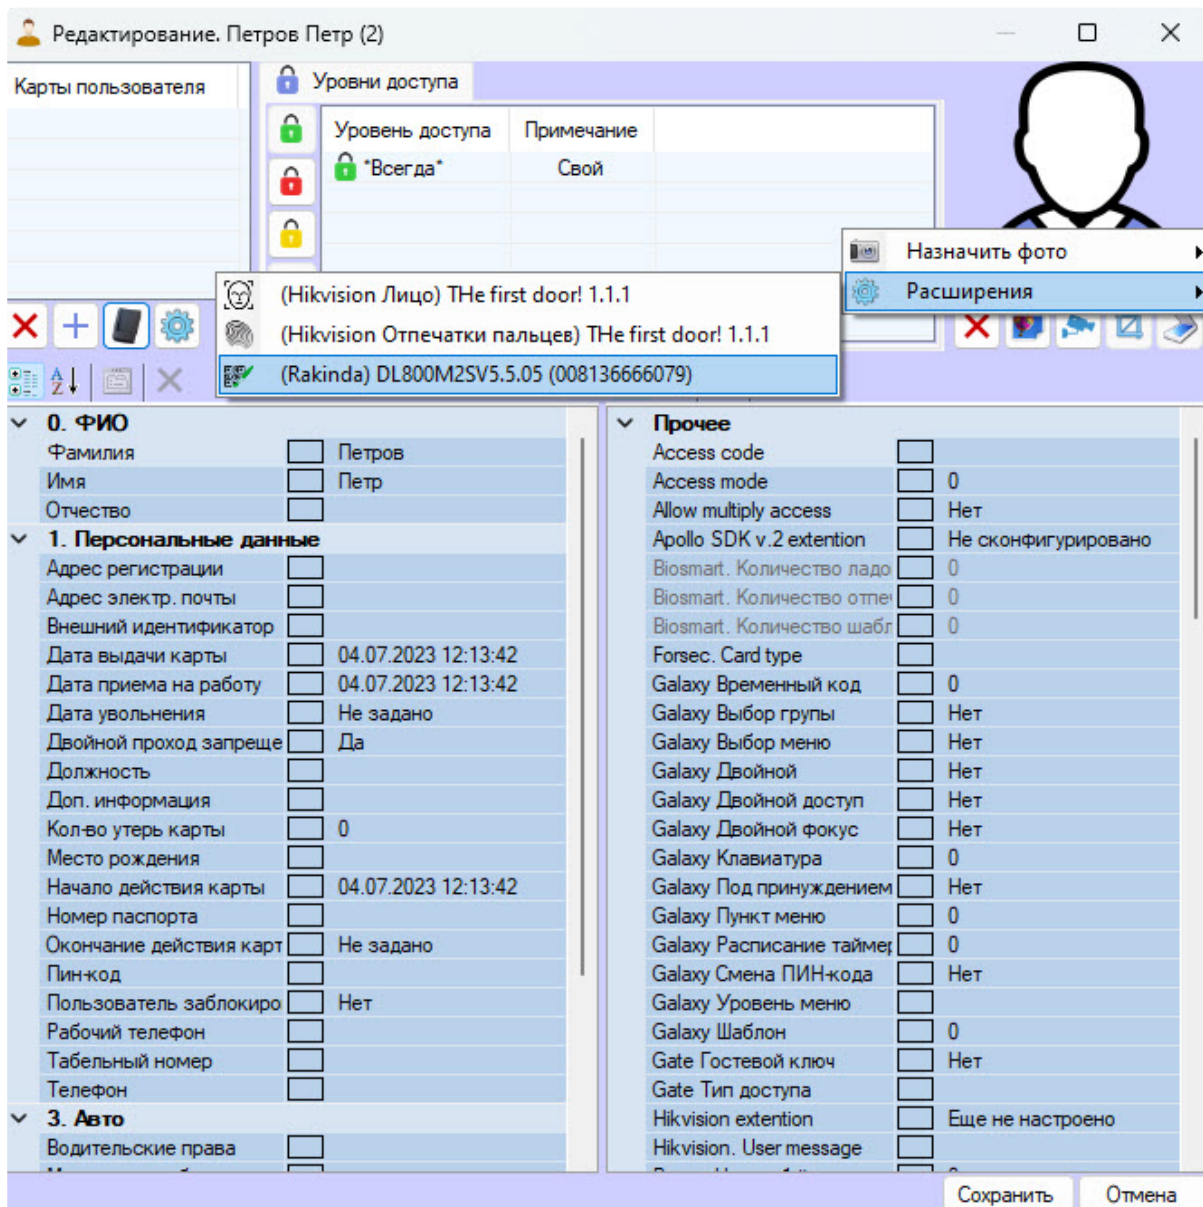 Редактирование. Петров Петр (2)
Карты пользователя
Уровни доступа
Уровень доступа Примечание
*Всегда* Свой
Назначить фото
Расширения
(Hikvision Лицо) THe first door! 1.1.1
(Hikvision Отпечатки пальцев) THe first door! 1.1.1
(Rakinda) DL800M2SV5.5.05 (008136666079)
0. ФИО
Фамилия Петров
Имя Петр
Отчество
1. Персональные данные
Адрес регистрации
Адрес электр. почты
Внешний идентификатор
Дата выдачи карты 04.07.2023 12:13:42
Дата приема на работу 04.07.2023 12:13:42
Дата увольнения Не задано
Двойной проход запреще Да
Должность
Доп. информация
Кол-во утерь карты 0
Место рождения
Начало действия карты 04.07.2023 12:13:42
Номер паспорта
Окончание действия карт Не задано
Пин-код
Пользователь заблокиро Нет
Рабочий телефон
Табельный номер
Телефон
3. Авто
Водительские права
Прочее
Access code
Access mode 0
Allow multiply access Нет
Apollo SDK v.2 extention Не сконфигурировано
Biosmart. Количество ладо 0
Biosmart. Количество отпеч 0
Biosmart. Количество шабл 0
Forsec. Card type
Galaxy Временный код 0
Galaxy Выбор групы Нет
Galaxy Выбор меню Нет
Galaxy Двойной Нет
Galaxy Двойной доступ Нет
Galaxy Двойной фокус Нет
Galaxy Клавиатура 0
Galaxy Под принуждением Нет
Galaxy Пункт меню 0
Galaxy Расписание таймер 0
Galaxy Смена ПИН-кода Нет
Galaxy Уровень меню
Galaxy Шаблон 0
Gate Гостевой ключ Нет
Gate Тип доступа
Hikvision extention Еще не настроено
Hikvision. User message
Сохранить Отмена